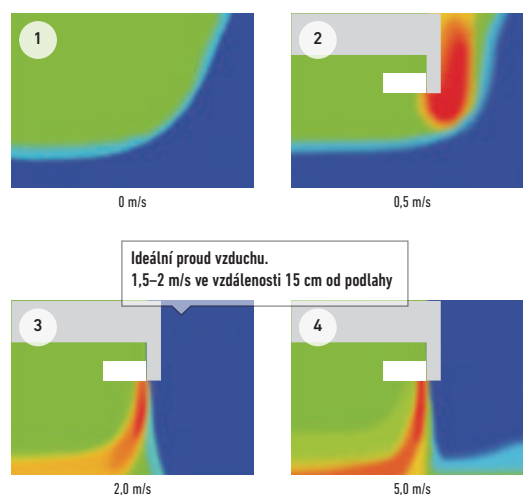 1
2
0 m/s
0,5 m/s
Ideální proud vzduchu.
1,5–2 m/s ve vzdálenosti 15 cm od podlahy
3
4
2,0 m/s
5,0 m/s